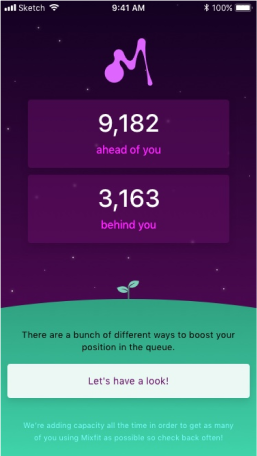 Sketch 9:41 AM 100%
9,182
ahead of you
3,163
behind you
There are a bunch of different ways to boost your
position in the queue.
Let's have a look!
We're adding capacity all the time in order to get as many
of you using Mixfit as possible so check back often!